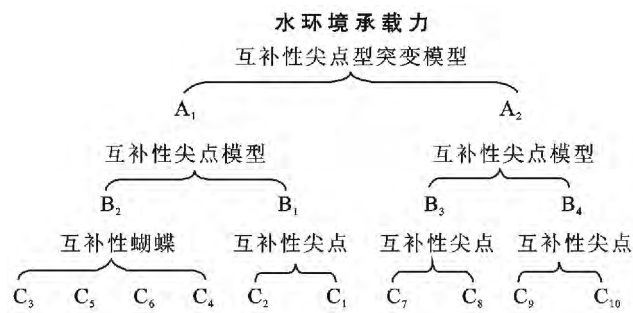 水环境承载力
互补性尖点型突变模型
A₁ A₂
互补性尖点模型 互补性尖点模型
B₂ B₁ B₃ B₄
互补性蝴蝶 互补性尖点 互补性尖点 互补性尖点
C₃ C₅ C₆ C₄ C₂ C₁ C₇ C₈ C₉ C₁₀